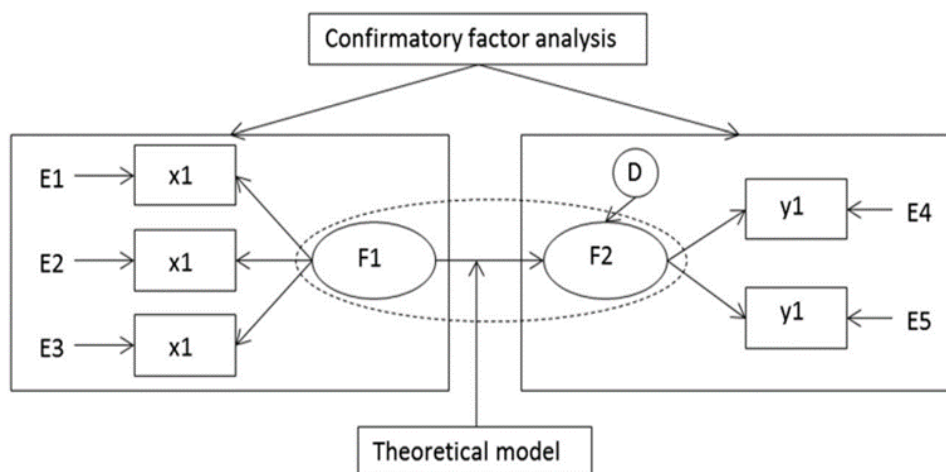 Confirmatory factor analysis
E1
x1
E2
x1
E3
x1
F1
D
F2
y1
E4
y1
E5
Theoretical model